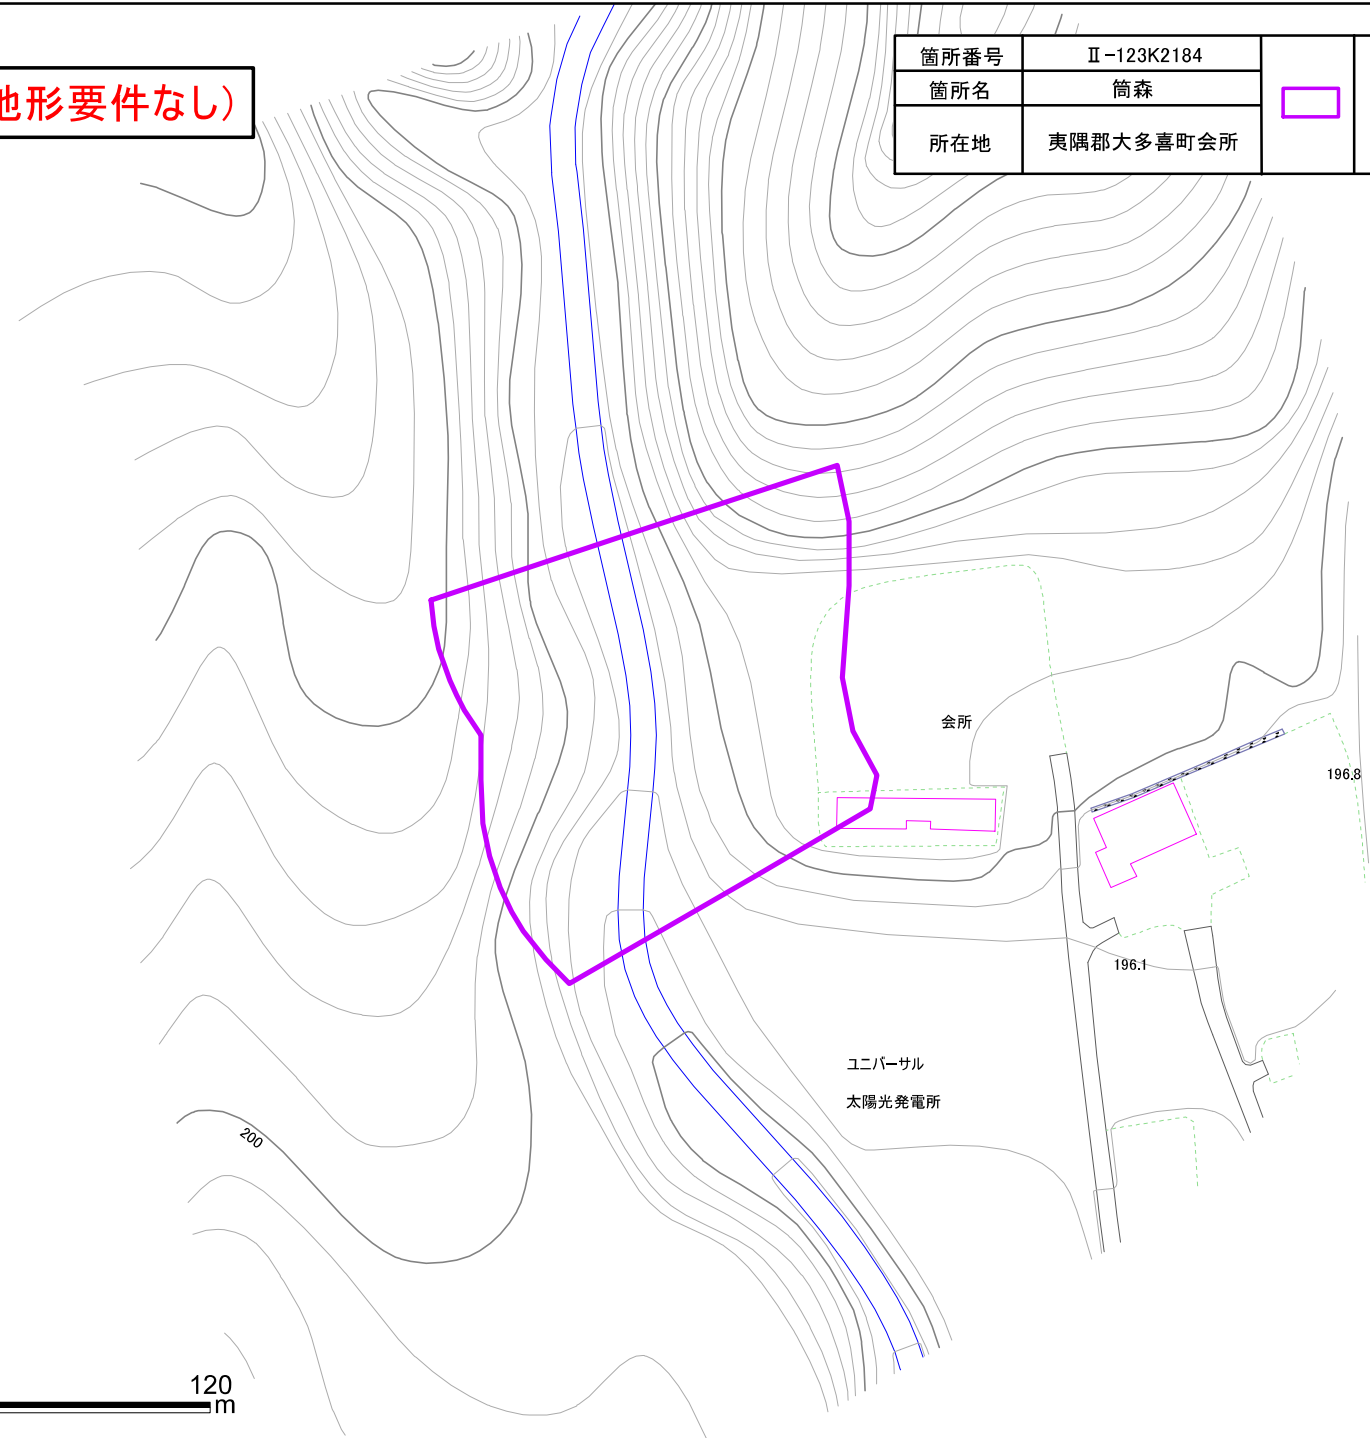 地形要件なし）
箇所番号 Ⅱ-123K2184
箇所名 筒森
所在地 夷隅郡大多喜町会所
会所
196.8
196.1
ユニバーサル
太陽光発電所
200
120
m